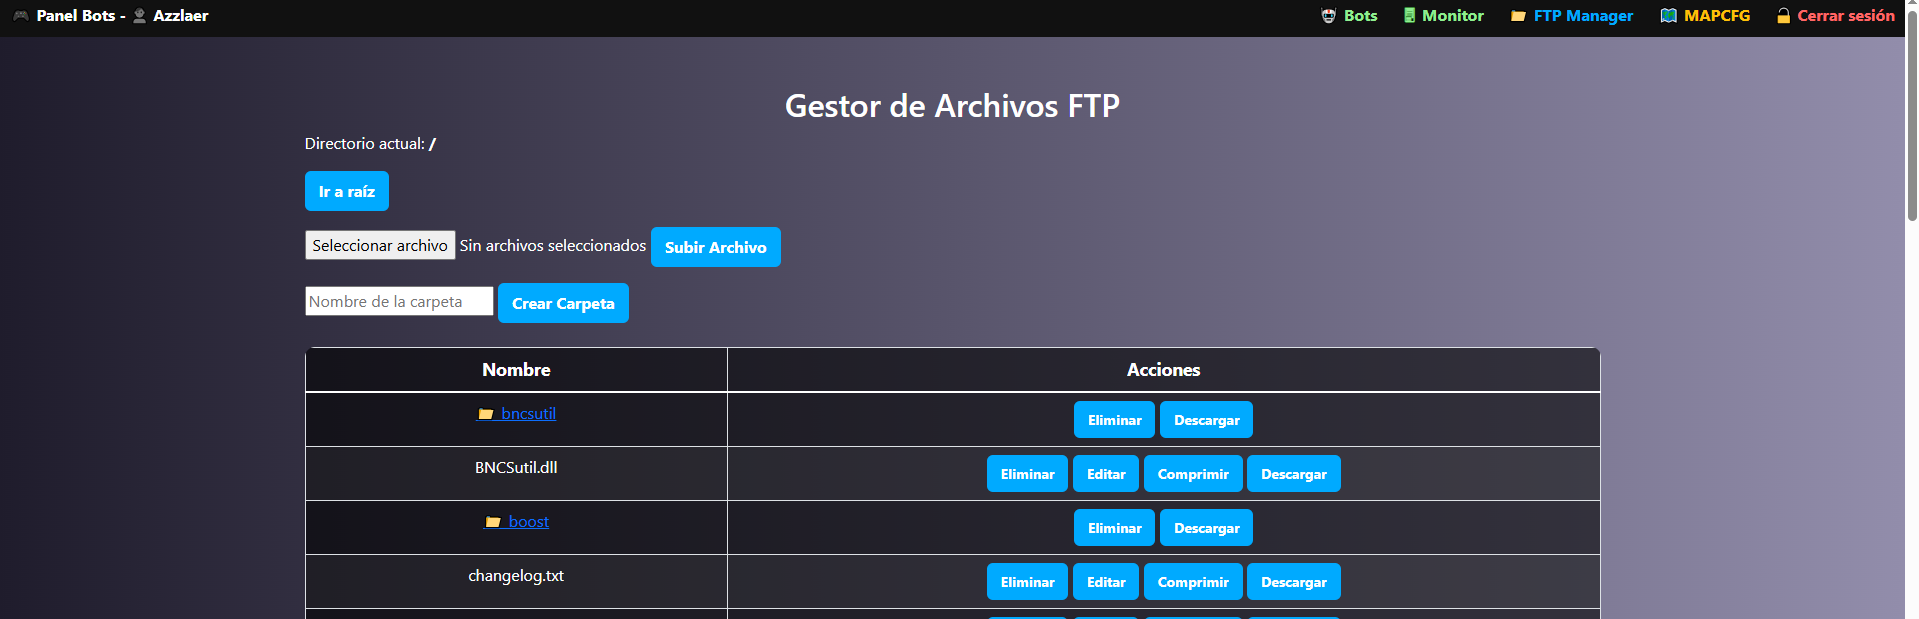 Panel Bots - Azzlaer Bots Monitor FTP Manager MAPCFG Cerrar sesión
Gestor de Archivos FTP
Directorio actual: /
Ir a raíz
Seleccionar archivo Sin archivos seleccionados Subir Archivo
Nombre de la carpeta Crear Carpeta
Nombre Acciones
bncsutil Eliminar Descargar
BNCSutil.dll Eliminar Editar Comprimir Descargar
boost Eliminar Descargar
changelog.txt Eliminar Editar Comprimir Descargar